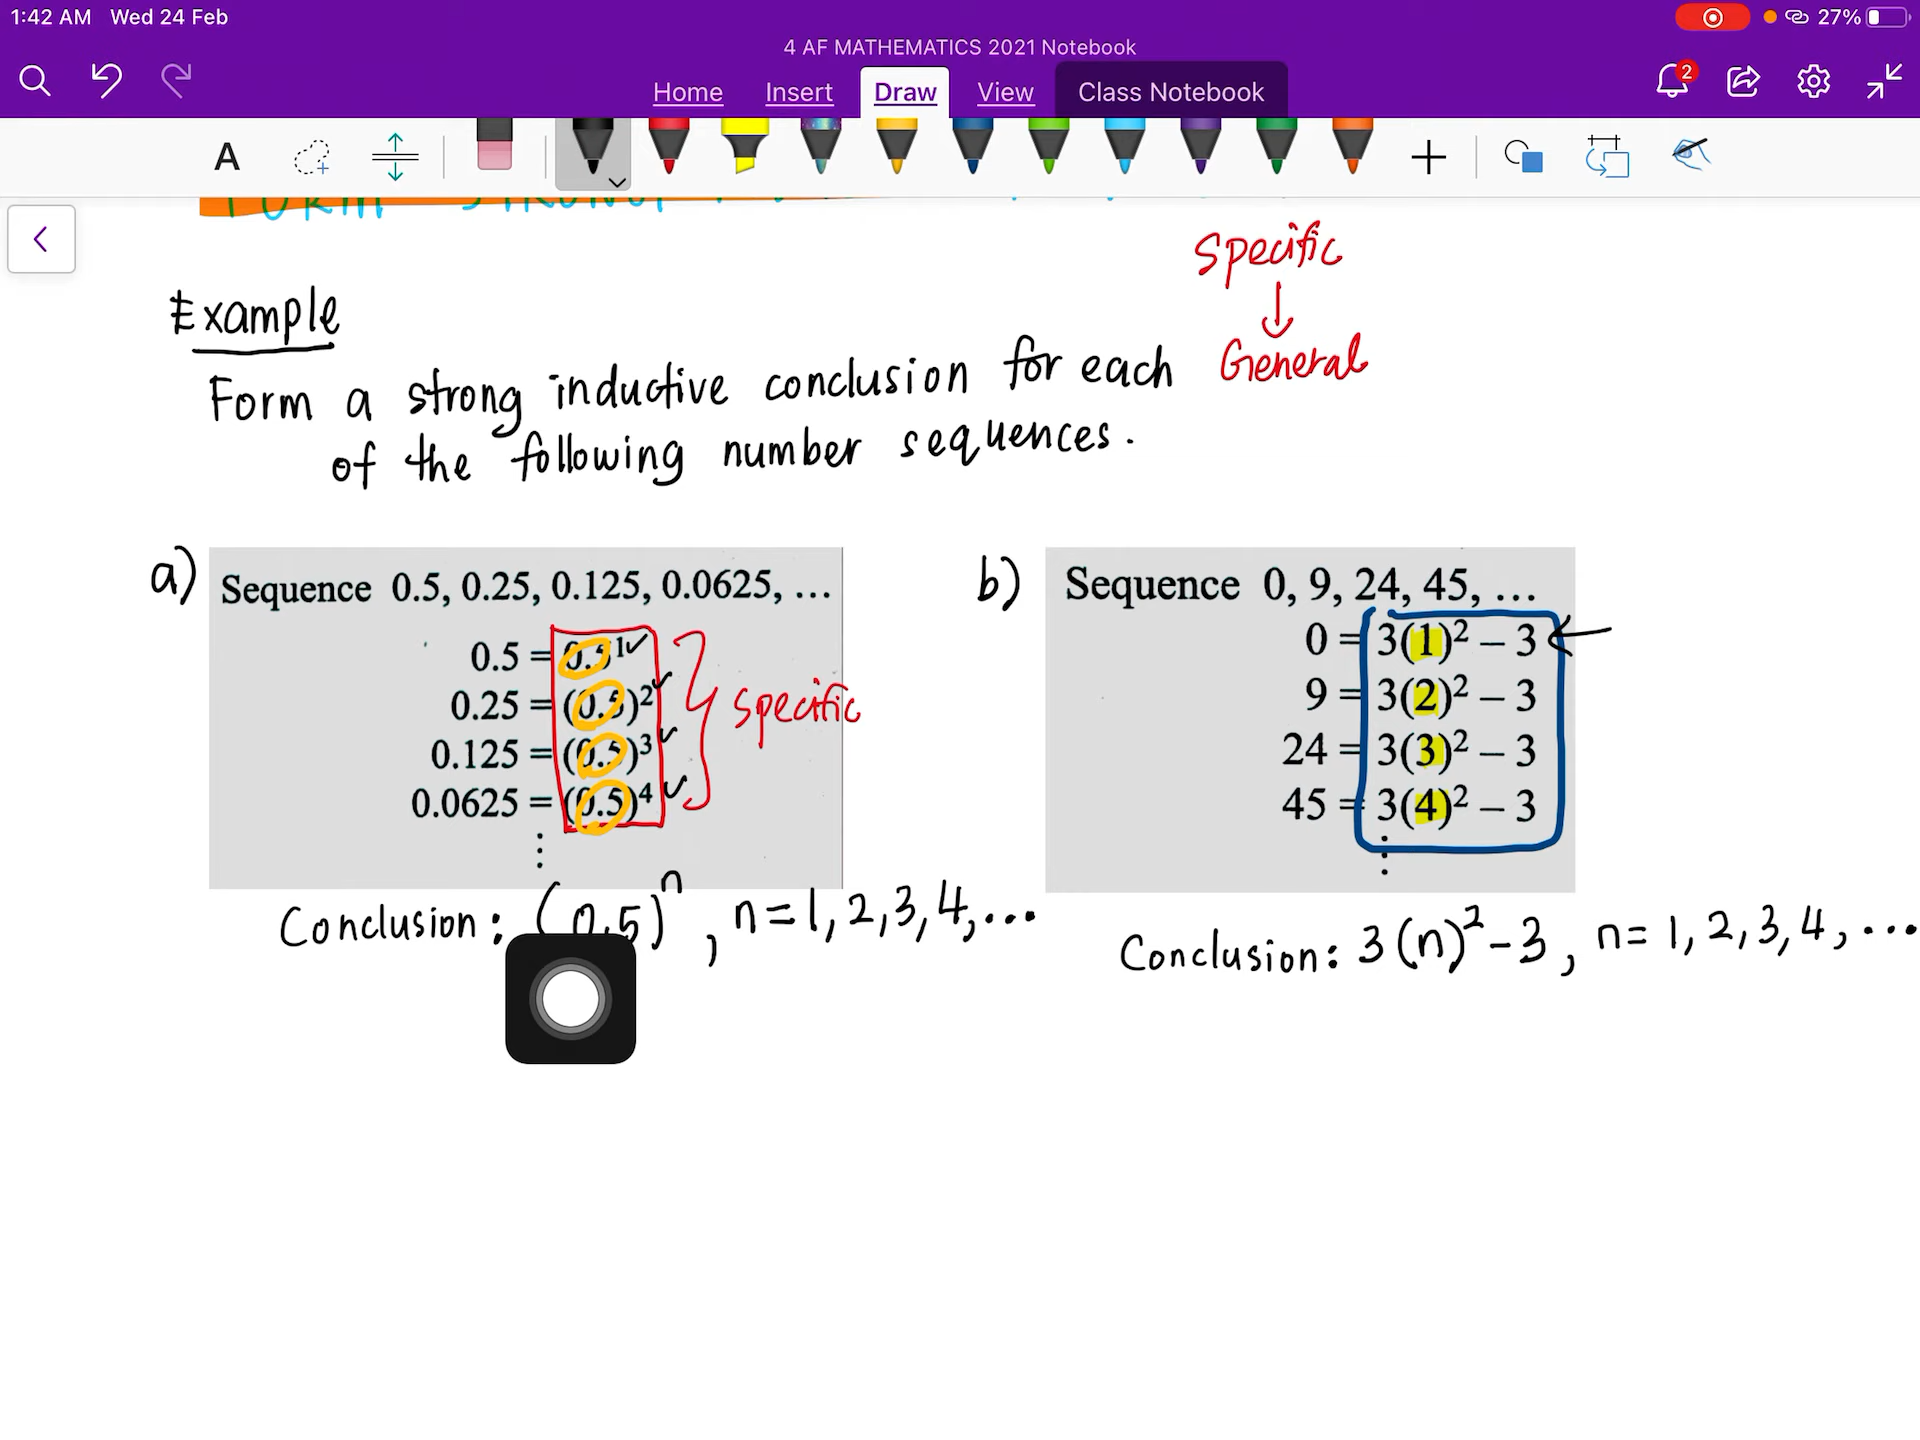 1:42 AM Wed 24 Feb
27%
4 AF MATHEMATICS 2021 Notebook
Home Insert Draw View Class Notebook
2
A
Specific
↓
General
Example
Form a strong inductive conclusion for each
of the following number sequences.
a)
Sequence 0.5, 0.25, 0.125, 0.0625, ...
0.5 = 0.5¹
0.25 = (0.5)²
0.125 = (0.5)³
0.0625 = (0.5)⁴
⋮
specific
Conclusion: (0.5)ⁿ, n=1,2,3,4,...
b)
Sequence 0, 9, 24, 45, ...
0 = 3(1)² – 3
9 = 3(2)² – 3
24 = 3(3)² – 3
45 = 3(4)² – 3
⋮
Conclusion: 3(n)²-3, n= 1, 2, 3, 4, ...